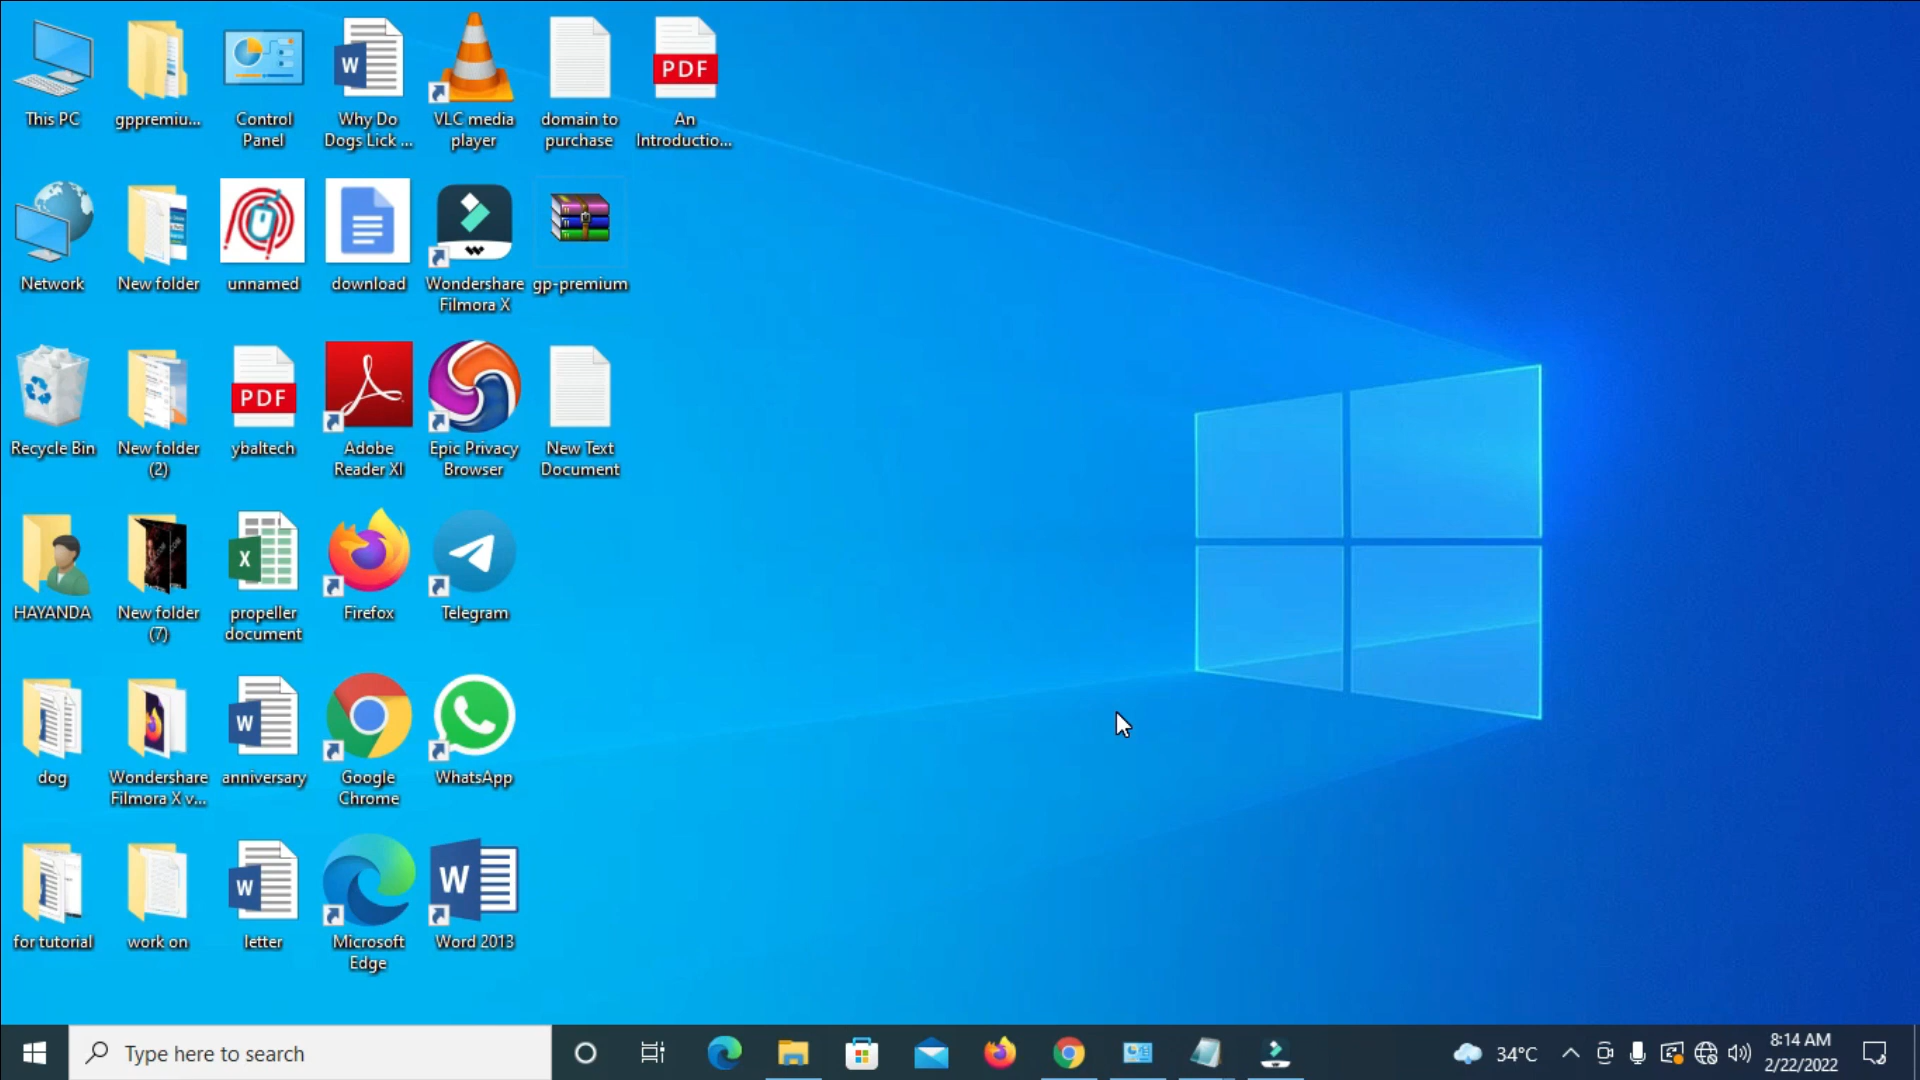 This PC
gppremiu...
Control
Panel
Why Do
Dogs Lick ...
VLC media
player
domain to
purchase
PDF
An
Introductio...
Network
New folder
unnamed
download
Wondershare
Filmora X
gp-premium
Recycle Bin
New folder
(2)
PDF
ybaltech
Adobe
Reader XI
Epic Privacy
Browser
New Text
Document
HAYANDA
New folder
(7)
X
propeller
document
Firefox
Telegram
dog
Wondershare
Filmora X v...
W
anniversary
Google
Chrome
WhatsApp
for tutorial
work on
W
letter
Microsoft
Edge
W
Word 2013
Type here to search
34°C
8:14 AM
2/22/2022